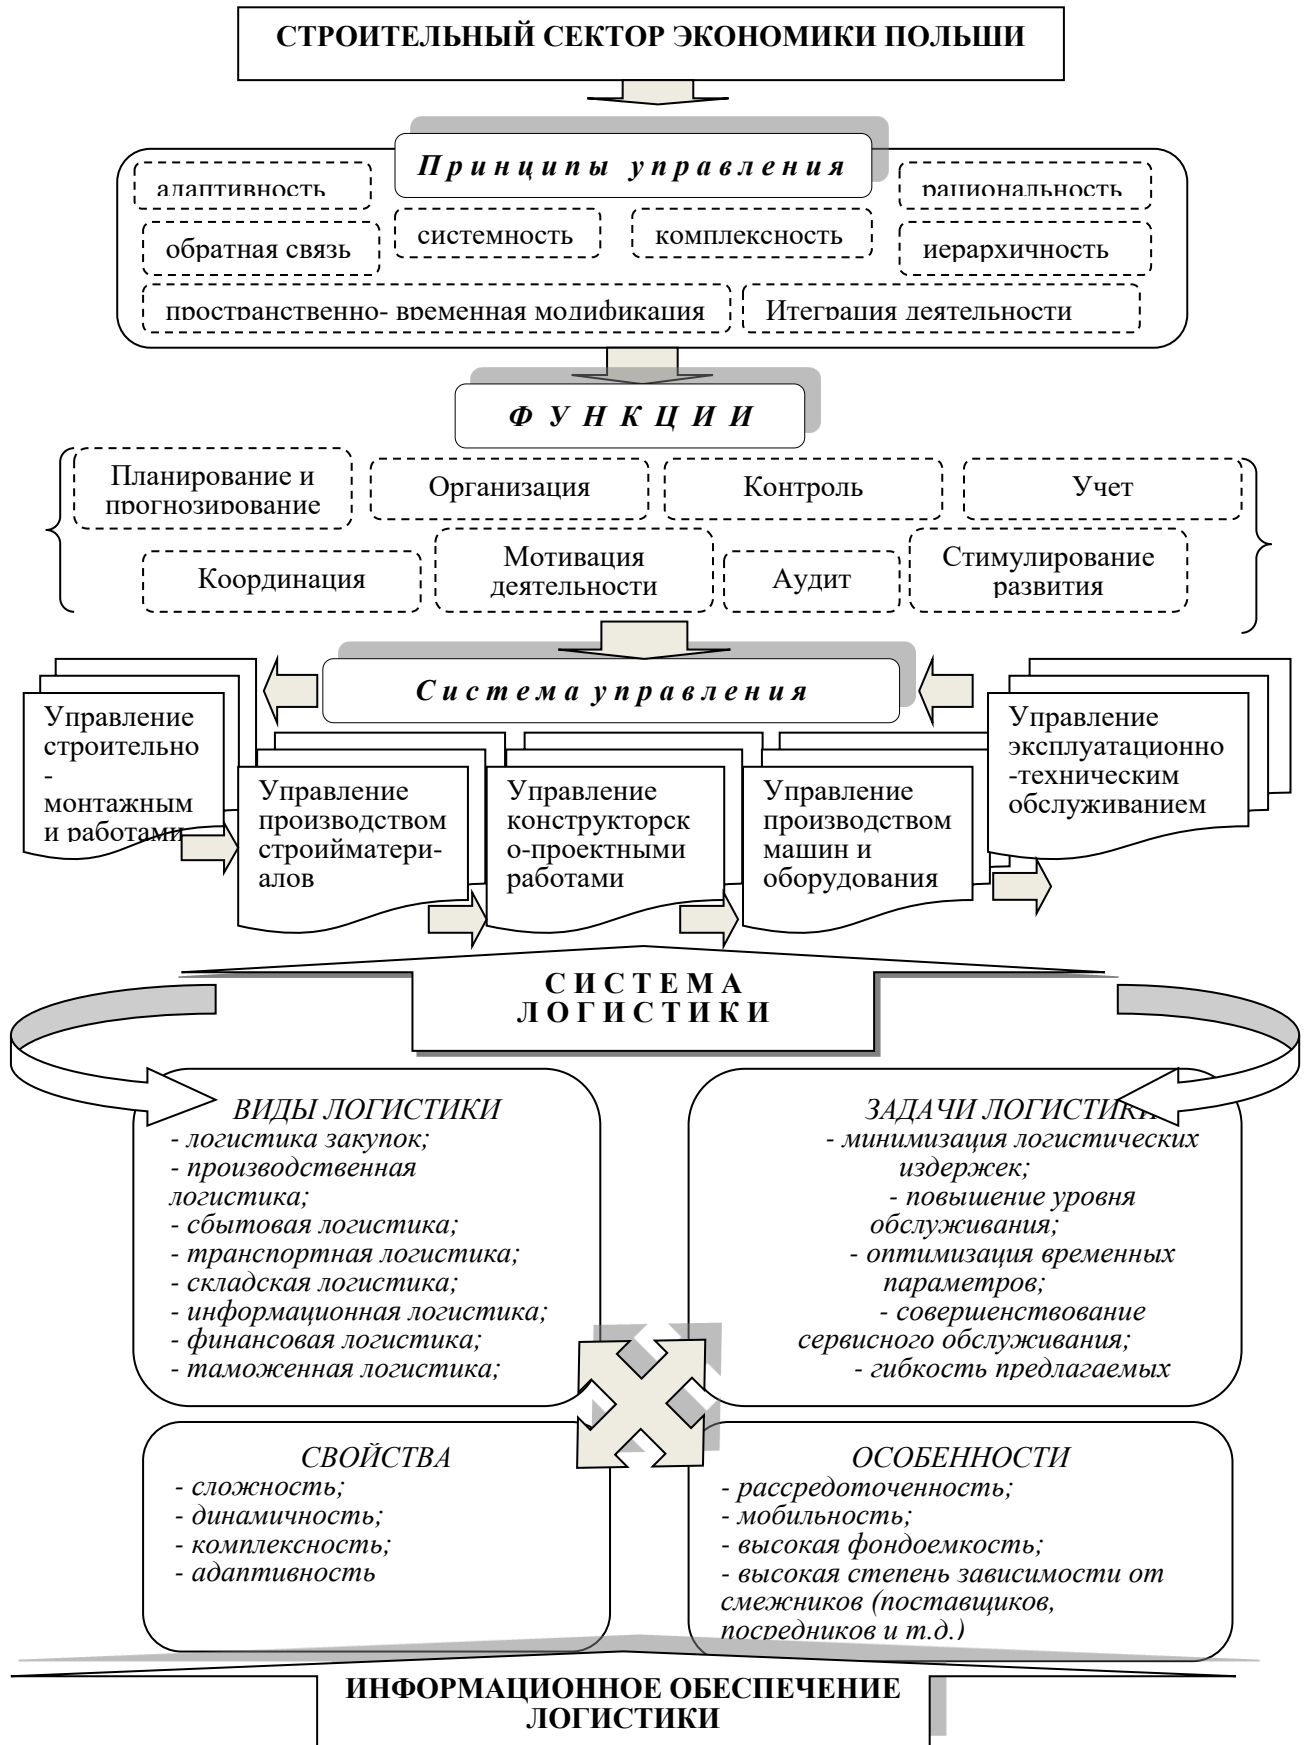 СТРОИТЕЛЬНЫЙ СЕКТОР ЭКОНОМИКИ ПОЛЬШИ
Принципы управления
адаптивность
рациональность
обратная связь
системность
комплексность
иерархичность
пространственно- временная модификация
Итеграция деятельности
ФУНКЦИИ
Планирование и
прогнозирование
Организация
Контроль
Учет
Координация
Мотивация
деятельности
Аудит
Стимулирование
развития
Система управления
Управление
строительно
-
монтажным
и работами
Управление
производством
стройиматери-
алов
Управление
конструкторск
о-проектными
работами
Управление
производством
машин и
оборудования
Управление
эксплуатационно
-техническим
обслуживанием
СИСТЕМА
ЛОГИСТИКИ
ВИДЫ ЛОГИСТИКИ
- логистика закупок;
- производственная
логистика;
- сбытовая логистика;
- транспортная логистика;
- складская логистика;
- информационная логистика;
- финансовая логистика;
- таможенная логистика;
ЗАДАЧИ ЛОГИСТИКИ
- минимизация логистических
издержек;
- повышение уровня
обслуживания;
- оптимизация временных
параметров;
- совершенствование
сервисного обслуживания;
- гибкость предлагаемых
СВОЙСТВА
- сложность;
- динамичность;
- комплексность;
- адаптивность
ОСОБЕННОСТИ
- рассредоточенность;
- мобильность;
- высокая фондоемкость;
- высокая степень зависимости от
смежников (поставщиков,
посредников и т.д.)
ИНФОРМАЦИОННОЕ ОБЕСПЕЧЕНИЕ
ЛОГИСТИКИ